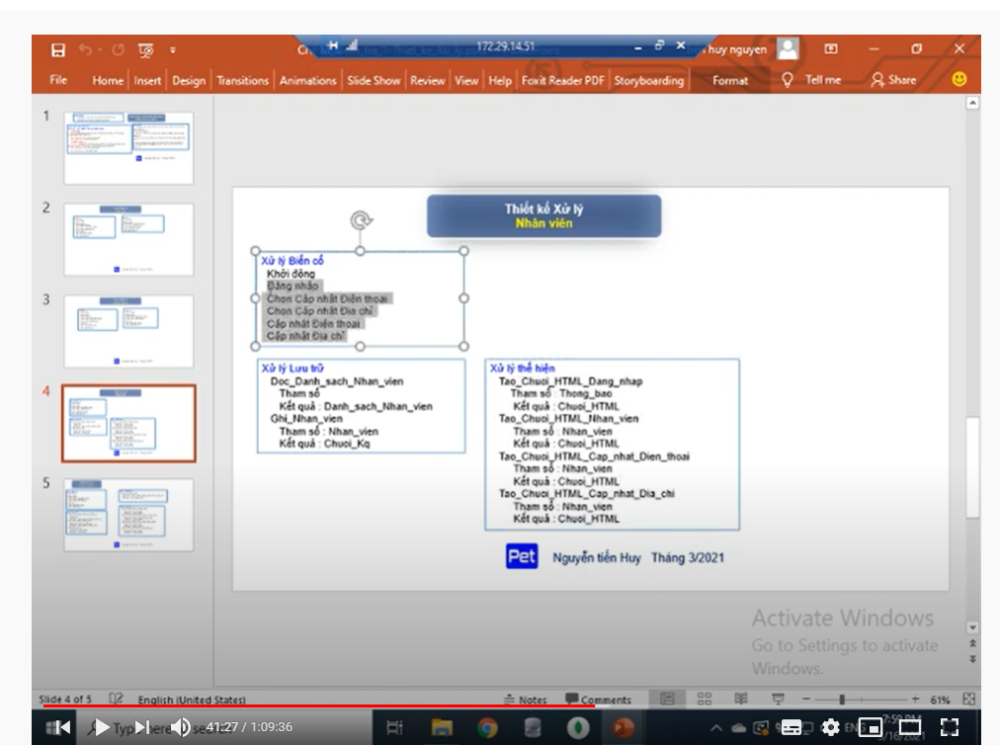 172.29.14.51
huy nguyen
File Home Insert Design Transitions Animations Slide Show Review View Help Foxit Reader PDF Storyboarding Format Tell me Share
1
2
3
4
5
Thiết kế Xử lý
Nhân viên
Xử lý Biến cố
Khởi động
Đăng nhập
Chọn Cập nhật Điện thoại
Chọn Cập nhật Địa chỉ
Cập nhật Điện thoại
Cập nhật Địa chỉ
Xử lý Lưu trữ
Doc_Danh_sach_Nhan_vien
Tham số
Kết quả : Danh_sach_Nhan_vien
Ghi_Nhan_vien
Tham số : Nhan_vien
Kết quả : Chuoi_Kq
Xử lý thể hiện
Tao_Chuoi_HTML_Dang_nhap
Tham số : Thong_bao
Kết quả : Chuoi_HTML
Tao_Chuoi_HTML_Nhan_vien
Tham số : Nhan_vien
Kết quả : Chuoi_HTML
Tao_Chuoi_HTML_Cap_nhat_Dien_thoai
Tham số : Nhan_vien
Kết quả : Chuoi_HTML
Tao_Chuoi_HTML_Cap_nhat_Dia_chi
Tham số : Nhan_vien
Kết quả : Chuoi_HTML
Pet Nguyễn tiến Huy Tháng 3/2021
Activate Windows
Go to Settings to activate
Windows.
Slide 4 of 5 English (United States) Notes Comments 61%
41:27 / 1:09:36